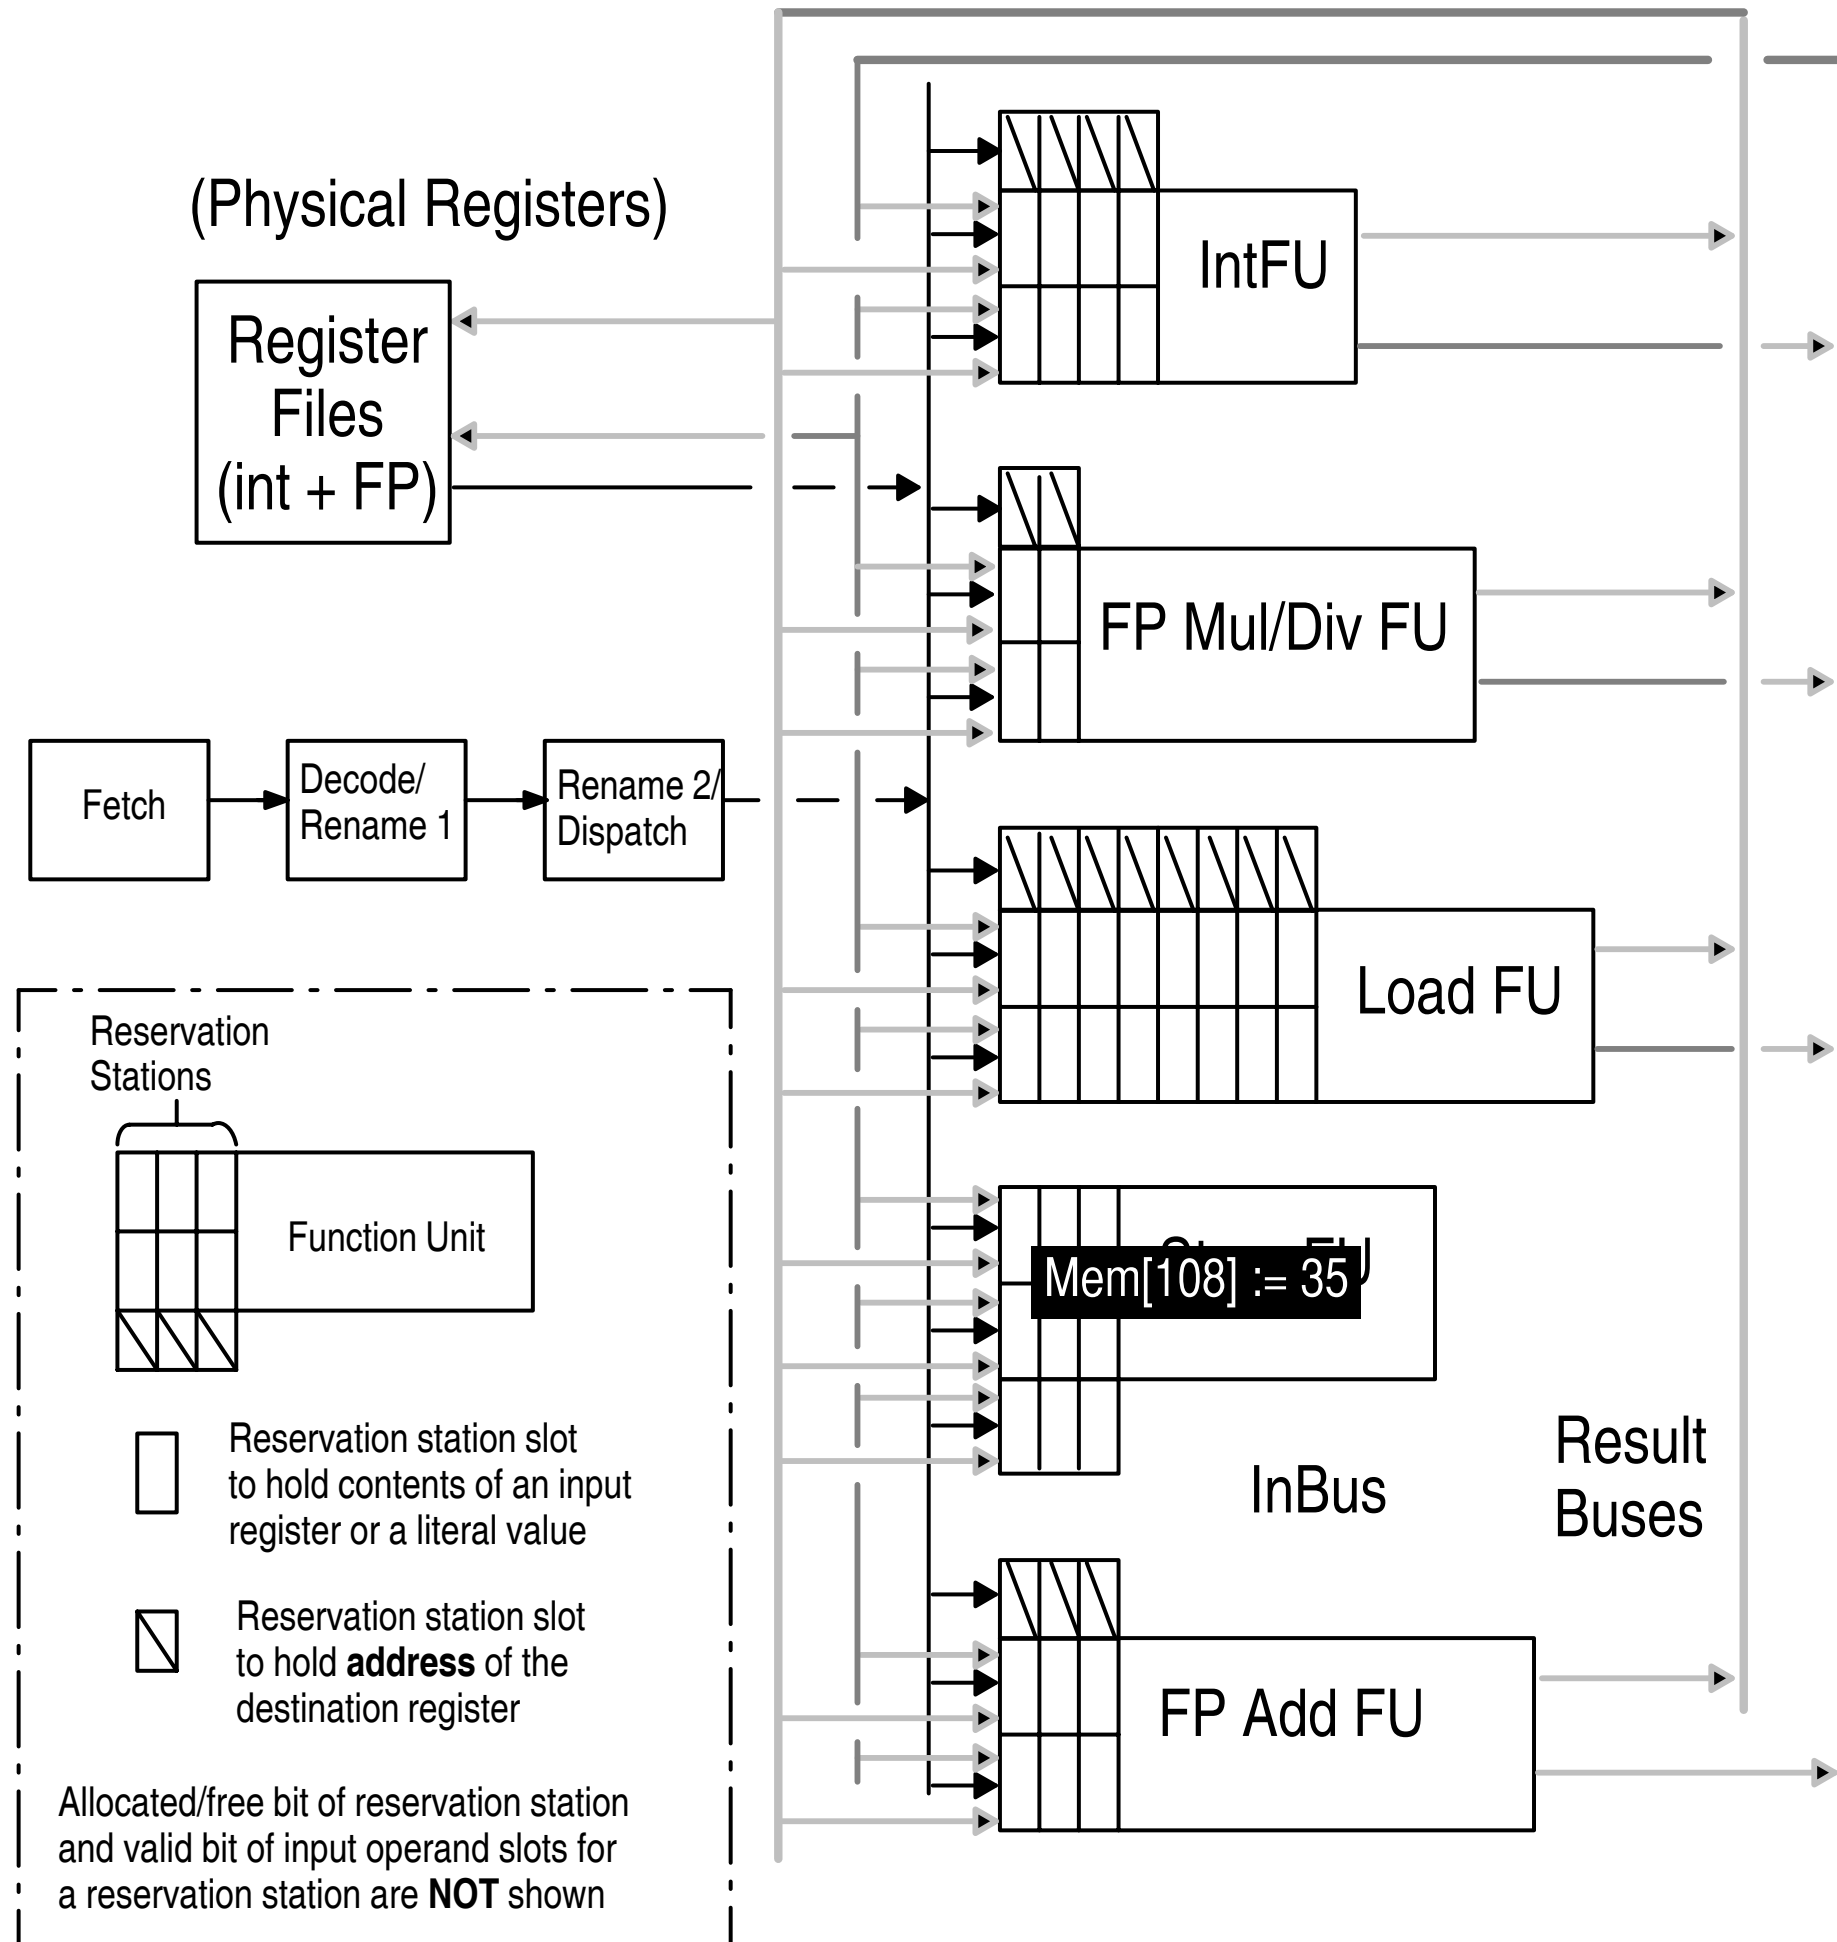 (Physical Registers)
Register
Files
(int + FP)
IntFU
FP Mul/Div FU
Fetch
Decode/
Rename 1
Rename 2/
Dispatch
Load FU
Reservation
Stations
Function Unit
Mem[108] := 35
Reservation station slot
to hold contents of an input
register or a literal value
InBus
Result
Buses
Reservation station slot
to hold address of the
destination register
FP Add FU
Allocated/free bit of reservation station
and valid bit of input operand slots for
a reservation station are NOT shown